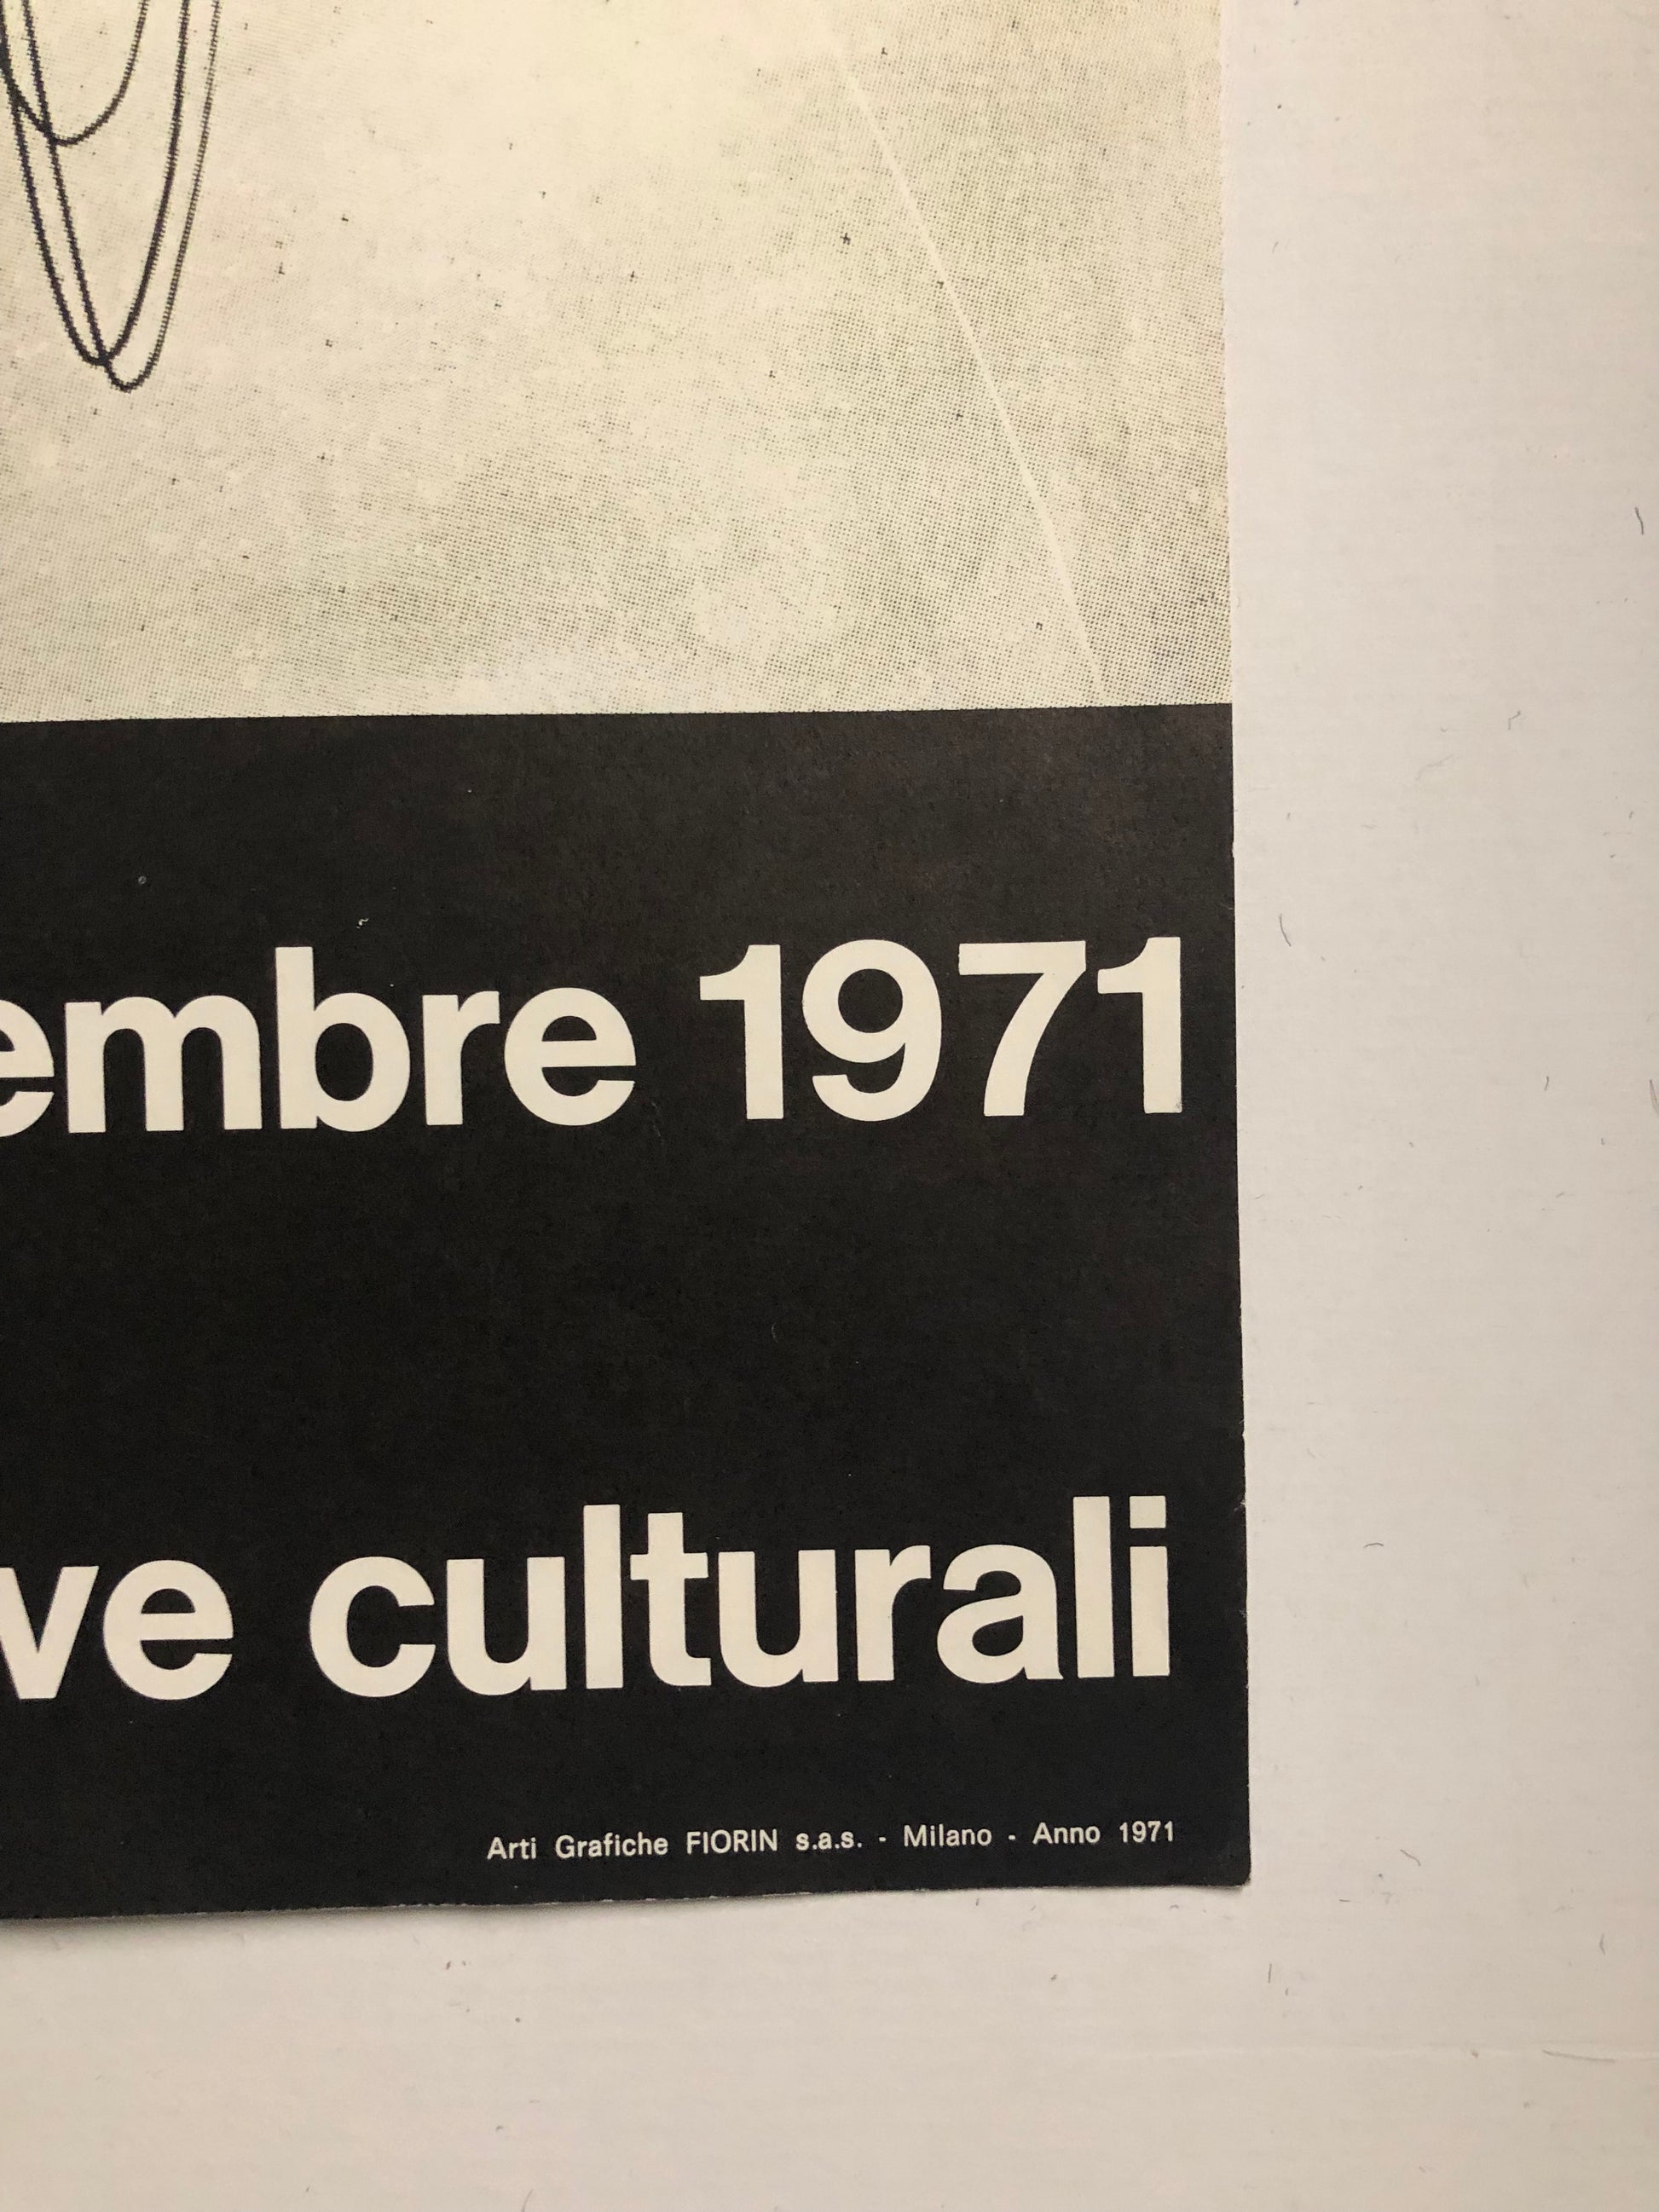 embre 1971
ve culturali
Arti Grafiche FIORIN s.a.s. - Milano - Anno 1971